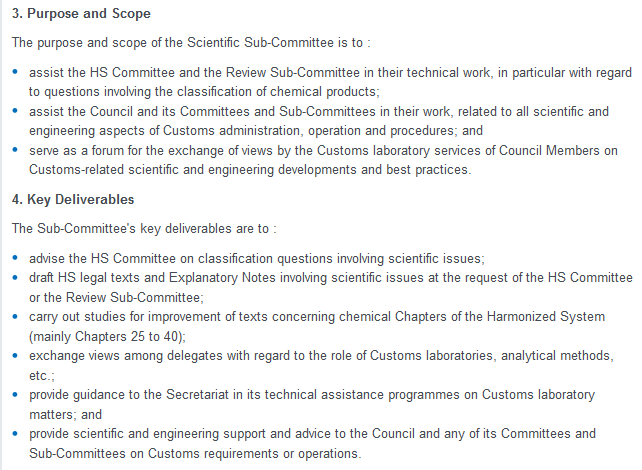 3. Purpose and Scope
The purpose and scope of the Scientific Sub-Committee is to :
• assist the HS Committee and the Review Sub-Committee in their technical work, in particular with regard
to questions involving the classification of chemical products;
• assist the Council and its Committees and Sub-Committees in their work, related to all scientific and
engineering aspects of Customs administration, operation and procedures; and
• serve as a forum for the exchange of views by the Customs laboratory services of Council Members on
Customs-related scientific and engineering developments and best practices.
4. Key Deliverables
The Sub-Committee's key deliverables are to :
• advise the HS Committee on classification questions involving scientific issues;
• draft HS legal texts and Explanatory Notes involving scientific issues at the request of the HS Committee
or the Review Sub-Committee;
• carry out studies for improvement of texts concerning chemical Chapters of the Harmonized System
(mainly Chapters 25 to 40);
• exchange views among delegates with regard to the role of Customs laboratories, analytical methods,
etc.;
• provide guidance to the Secretariat in its technical assistance programmes on Customs laboratory
matters; and
• provide scientific and engineering support and advice to the Council and any of its Committees and
Sub-Committees on Customs requirements or operations.